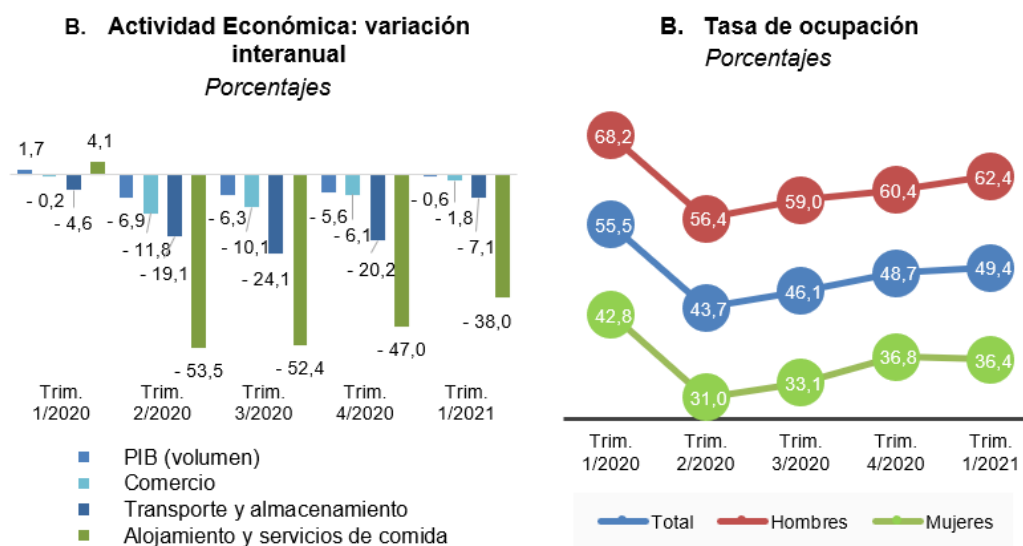 B. Actividad Económica: variación
interanual
Porcentajes
1,7
- 0,2
- 4,6
4,1
- 6,9
- 11,8
- 19,1
- 53,5
- 6,3
- 10,1
- 24,1
- 52,4
- 5,6
- 6,1
- 20,2
- 47,0
- 0,6
- 1,8
- 7,1
- 38,0
Trim.
1/2020
Trim.
2/2020
Trim.
3/2020
Trim.
4/2020
Trim.
1/2021
PIB (volumen)
Comercio
Transporte y almacenamiento
Alojamiento y servicios de comida
B. Tasa de ocupación
Porcentajes
68,2
56,4
59,0
60,4
62,4
55,5
43,7
46,1
48,7
49,4
42,8
31,0
33,1
36,8
36,4
Trim.
1/2020
Trim.
2/2020
Trim.
3/2020
Trim.
4/2020
Trim.
1/2021
Total
Hombres
Mujeres